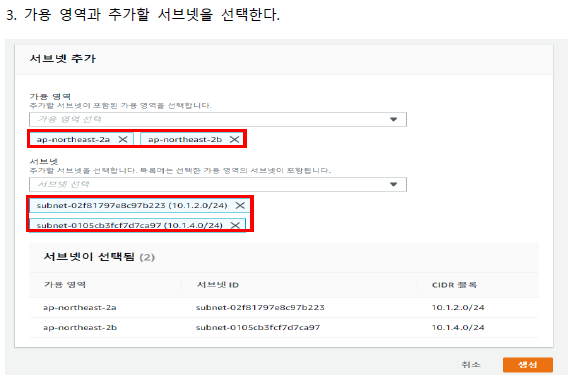 3. 가용 영역과 추가할 서브넷을 선택한다.
서브넷 추가
가용 영역
추가할 서브넷이 포함된 가용 영역을 선택합니다.
가용 영역 선택
ap-northeast-2a ap-northeast-2b
서브넷
추가할 서브넷을 선택합니다. 목록에는 선택한 가용 영역의 서브넷이 포함됩니다.
서브넷 선택
subnet-02f81797e8c97b223 (10.1.2.0/24)
subnet-0105cb3fcf7d7ca97 (10.1.4.0/24)
서브넷이 선택됨 (2)
가용 영역 서브넷 ID CIDR 블록
ap-northeast-2a subnet-02f81797e8c97b223 10.1.2.0/24
ap-northeast-2b subnet-0105cb3fcf7d7ca97 10.1.4.0/24
취소 생성